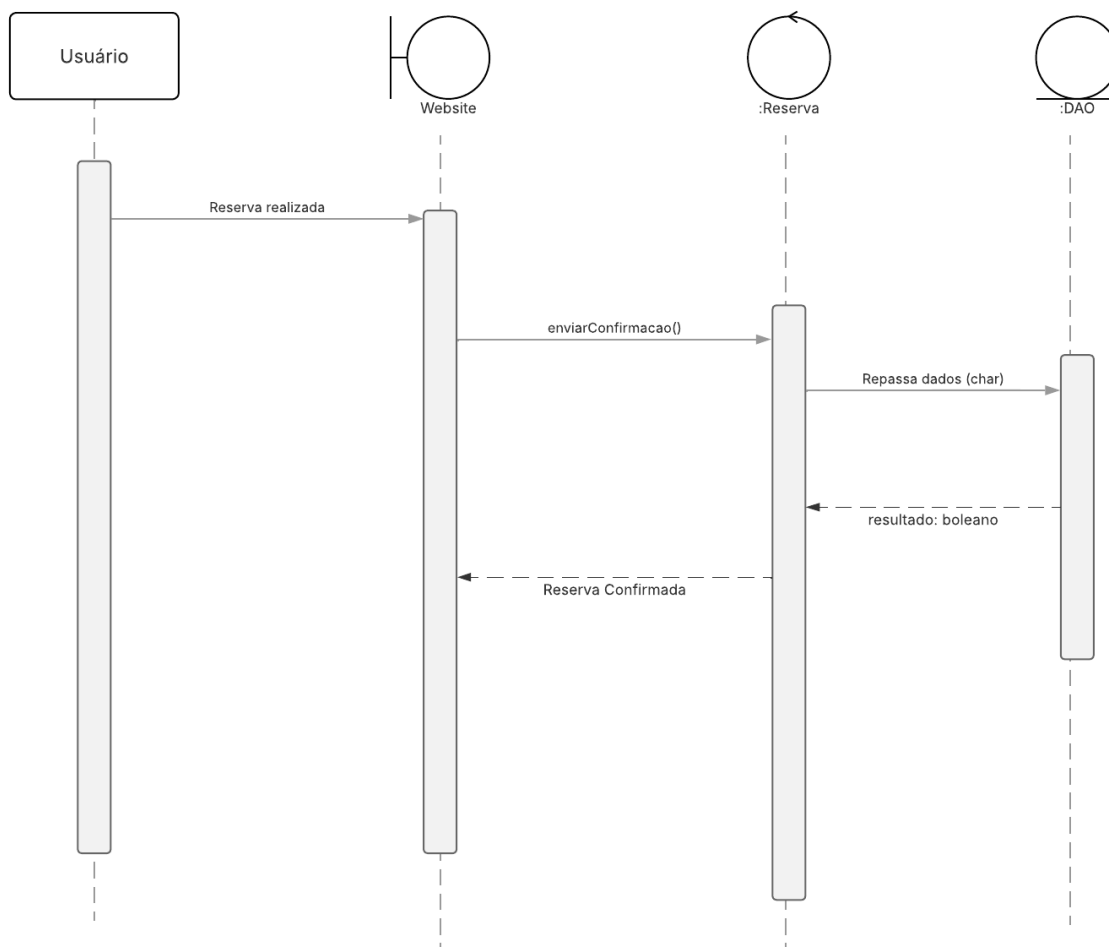 Usuário
Website
:Reserva
:DAO
Reserva realizada
enviarConfirmacao()
Repassa dados (char)
resultado: boleano
Reserva Confirmada